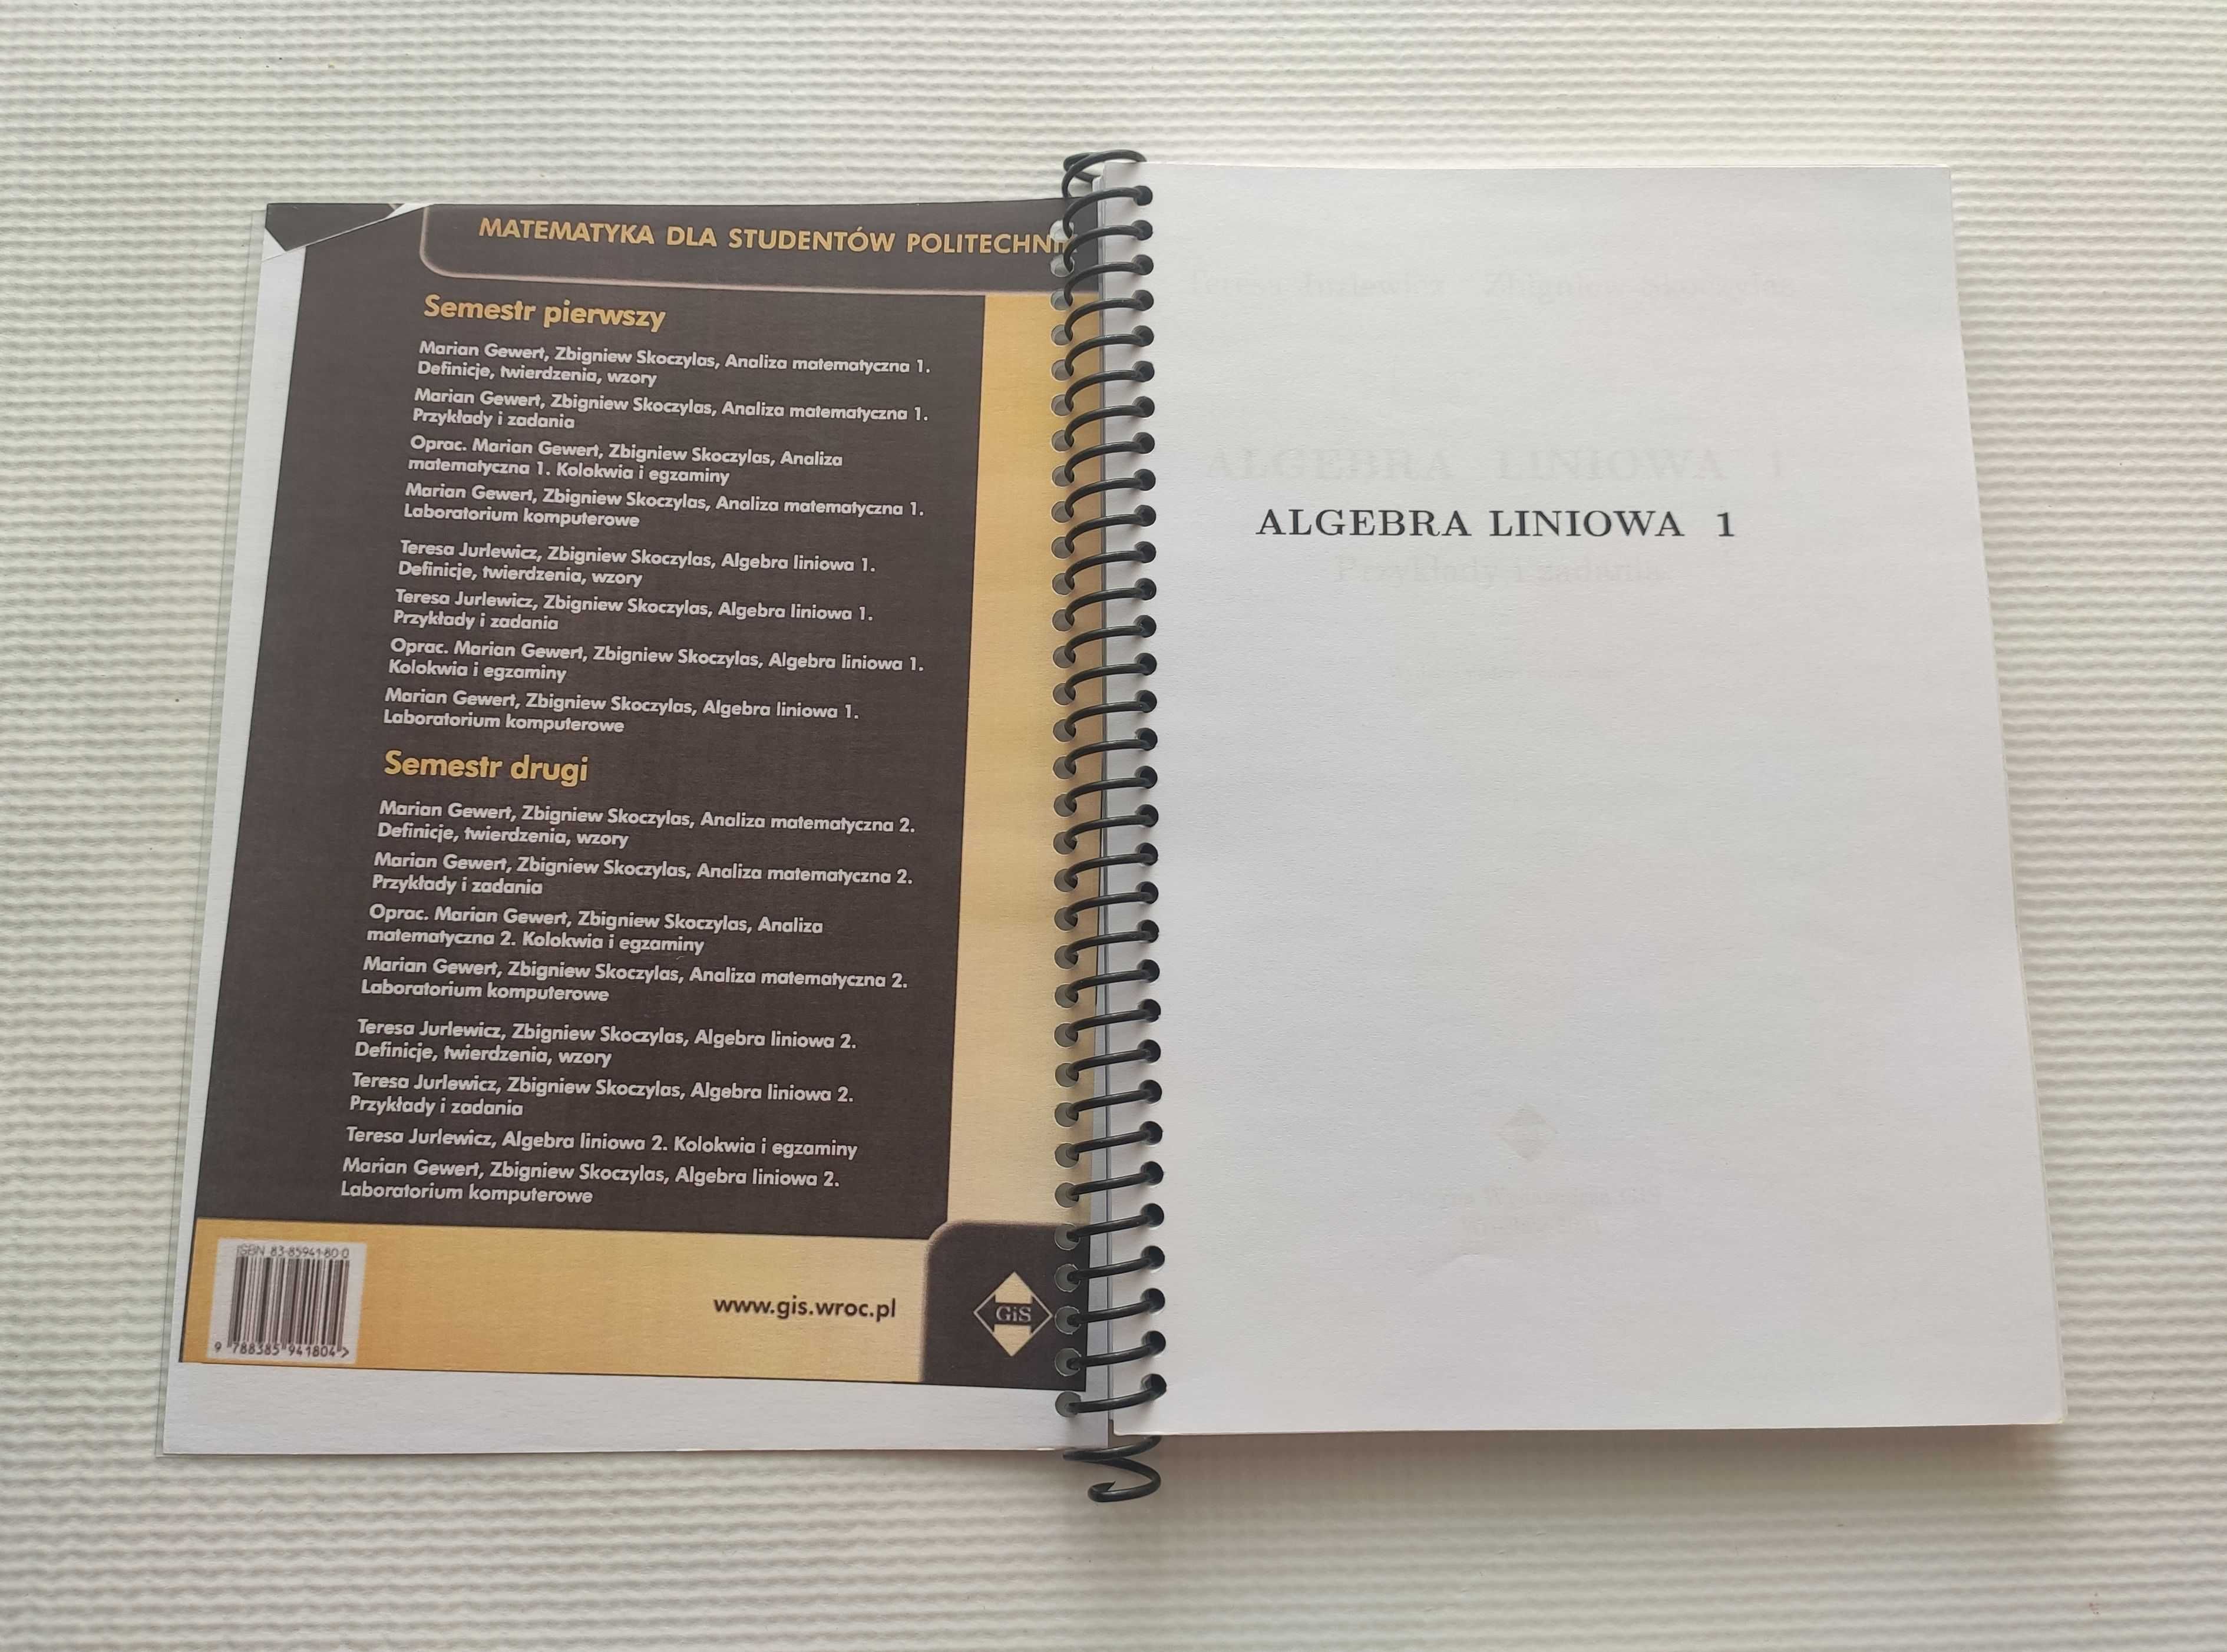 MATEMATYKA DLA STUDENTÓW POLITECHNI
Semestr pierwszy
Marian Gewert, Zbigniew Skoczylas, Analiza matematyczna 1.
Definicje, twierdzenia, wzory
Marian Gewert, Zbigniew Skoczylas, Analiza matematyczna 1.
Przykłady i zadania
Oprac. Marian Gewert, Zbigniew Skoczylas, Analiza
matematyczna 1. Kolokwia i egzaminy
Marian Gewert, Zbigniew Skoczylas, Analiza matematyczna 1.
Laboratorium komputerowe
Teresa Jurlewicz, Zbigniew Skoczylas, Algebra liniowa 1.
Definicje, twierdzenia, wzory
Teresa Jurlewicz, Zbigniew Skoczylas, Algebra liniowa 1.
Przykłady i zadania
Oprac. Marian Gewert, Zbigniew Skoczylas, Algebra liniowa 1.
Kolokwia i egzaminy
Marian Gewert, Zbigniew Skoczylas, Algebra liniowa 1.
Laboratorium komputerowe
Semestr drugi
Marian Gewert, Zbigniew Skoczylas, Analiza matematyczna 2.
Definicje, twierdzenia, wzory
Marian Gewert, Zbigniew Skoczylas, Analiza matematyczna 2.
Przykłady i zadania
Oprac. Marian Gewert, Zbigniew Skoczylas, Analiza
matematyczna 2. Kolokwia i egzaminy
Marian Gewert, Zbigniew Skoczylas, Analiza matematyczna 2.
Laboratorium komputerowe
Teresa Jurlewicz, Zbigniew Skoczylas, Algebra liniowa 2.
Definicje, twierdzenia, wzory
Teresa Jurlewicz, Zbigniew Skoczylas, Algebra liniowa 2.
Przykłady i zadania
Teresa Jurlewicz, Algebra liniowa 2. Kolokwia i egzaminy
Marian Gewert, Zbigniew Skoczylas, Algebra liniowa 2.
Laboratorium komputerowe
ISBN 83-85941-80-0
9 788385 941804 >
www.gis.wroc.pl
GiS
Teresa Jurlewicz Zbigniew Skoczylas
ALGEBRA LINIOWA 1
ALGEBRA LINIOWA 1
Przykłady i zadania